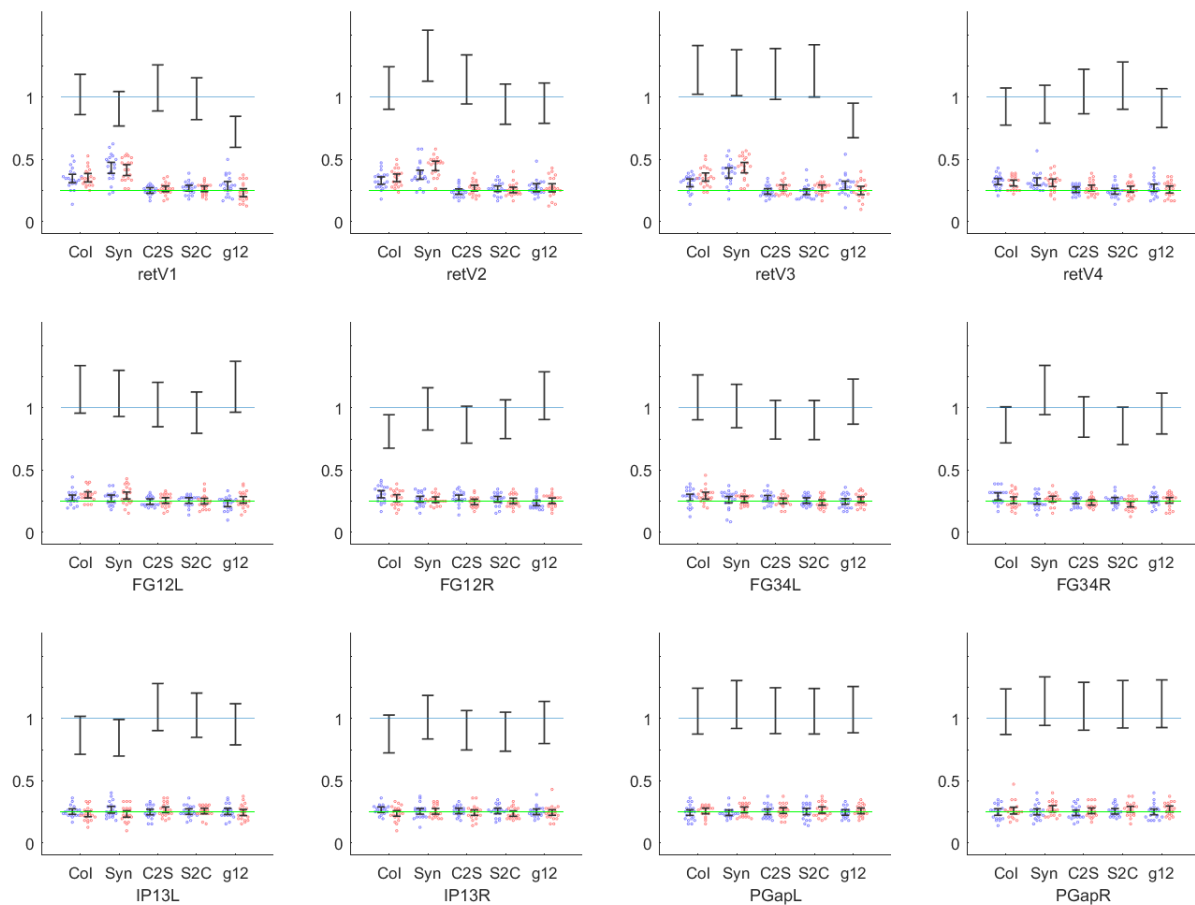 1 1 1 1
0.5 0.5 0.5 0.5
0 0 0 0
Col Syn C2S S2C g12 Col Syn C2S S2C g12 Col Syn C2S S2C g12 Col Syn C2S S2C g12
retV1 retV2 retV3 retV4
1 1 1 1
0.5 0.5 0.5 0.5
0 0 0 0
Col Syn C2S S2C g12 Col Syn C2S S2C g12 Col Syn C2S S2C g12 Col Syn C2S S2C g12
FG12L FG12R FG34L FG34R
1 1 1 1
0.5 0.5 0.5 0.5
0 0 0 0
Col Syn C2S S2C g12 Col Syn C2S S2C g12 Col Syn C2S S2C g12 Col Syn C2S S2C g12
IP13L IP13R PGapL PGapR